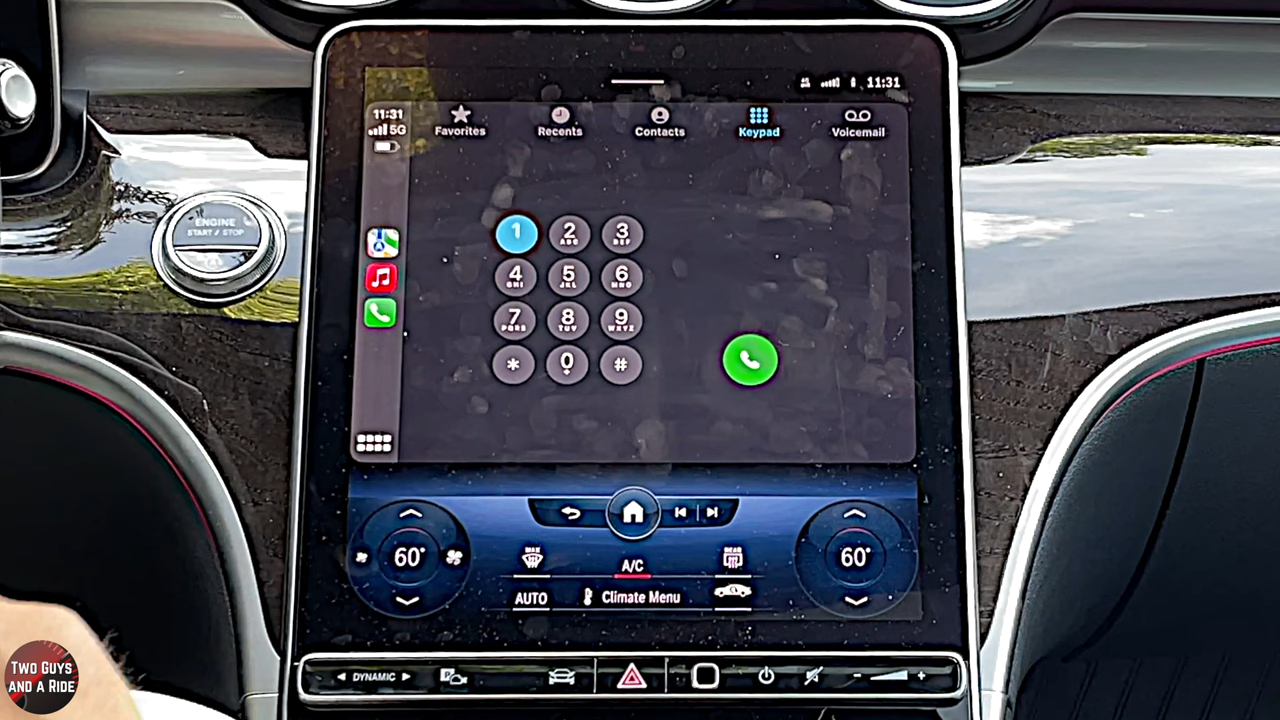 11:31
11:31
5G
Favorites
Recents
Contacts
Keypad
Voicemail
ENGINE
START / STOP
1
2
ABC
3
DEF
4
GHI
5
JKL
6
MNO
7
PQRS
8
TUV
9
WXYZ
*
0
+
#
60°
60°
MAX
REAR
A/C
AUTO
Climate Menu
DYNAMIC
- +
TWO GUYS
AND A RIDE